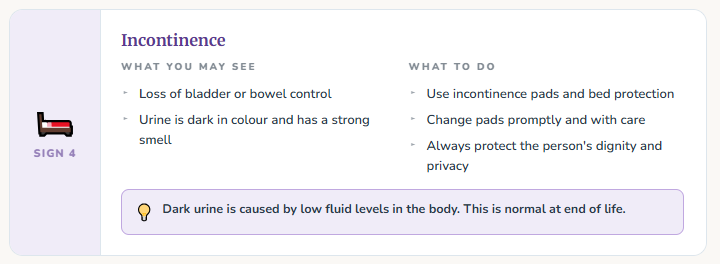 Incontinence
WHAT YOU MAY SEE
Loss of bladder or bowel control
Urine is dark in colour and has a strong
smell
WHAT TO DO
Use incontinence pads and bed protection
Change pads promptly and with care
Always protect the person's dignity and
privacy
SIGN 4
Dark urine is caused by low fluid levels in the body. This is normal at end of life.